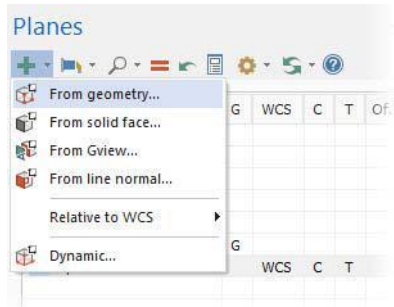 Planes
From geometry...
From solid face...
From Gview...
From line normal...
Relative to WCS
Dynamic...
G WCS C T Of.
G
WCS C T